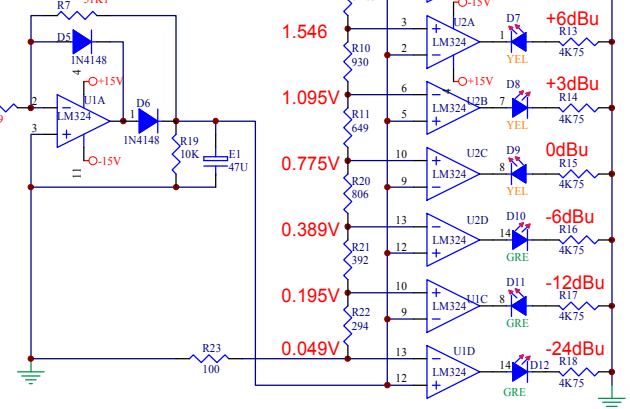 R7
D5
1N4148
4
+15V
2
U1A
LM324
3
1
D6
1N4148
-15V
11
R19
10K
E1
47U
R23
100
-15V
1.546
3
U2A
LM324
2
1
D7
YEL
+6dBu
R13
4K75
R10
930
+15V
4
1.095V
6
U2B
LM324
5
7
D8
YEL
+3dBu
R14
4K75
R11
649
0.775V
10
U2C
LM324
9
8
D9
YEL
0dBu
R15
4K75
R20
806
0.389V
13
U2D
LM324
12
14
D10
GRE
-6dBu
R16
4K75
R21
392
0.195V
10
U1C
LM324
9
8
D11
GRE
-12dBu
R17
4K75
R22
294
0.049V
13
U1D
LM324
12
14
D12
GRE
-24dBu
R18
4K75